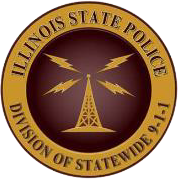 ILLINOIS STATE POLICE
DIVISION OF STATEWIDE 9-1-1